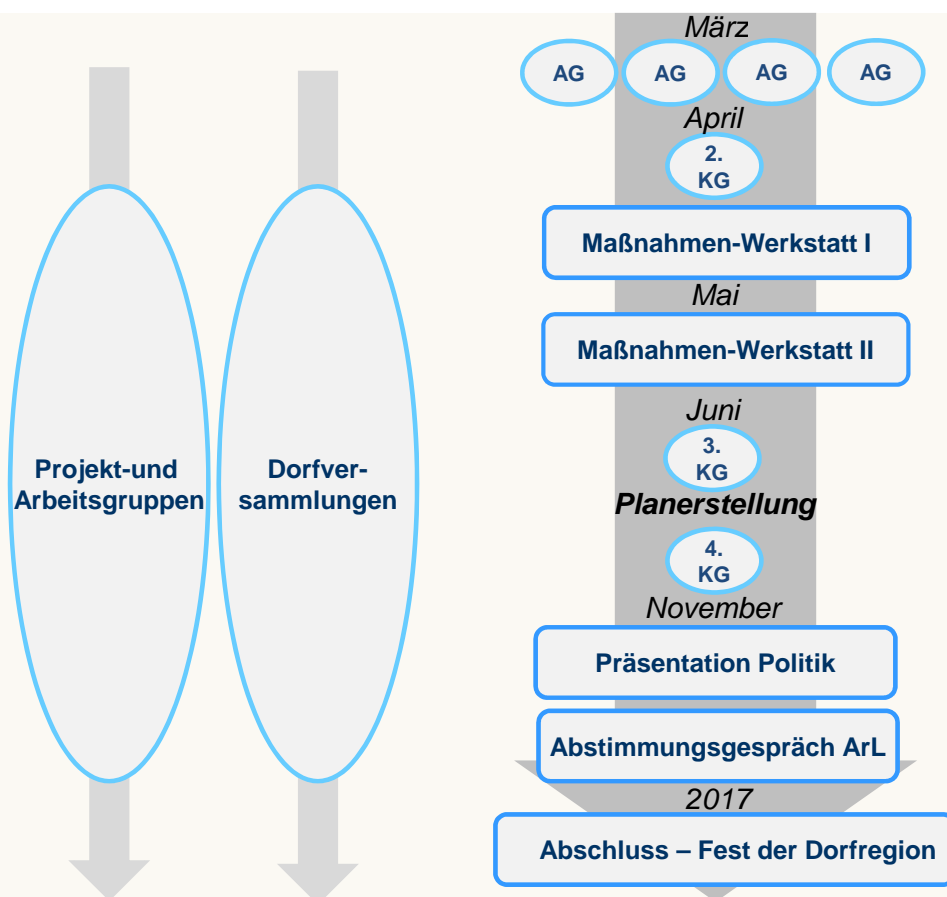 März
AG AG AG AG
April
2.
KG
Maßnahmen-Werkstatt I
Mai
Maßnahmen-Werkstatt II
Juni
3.
KG
Planerstellung
4.
KG
November
Präsentation Politik
Abstimmungsgespräch ArL
2017
Abschluss – Fest der Dorfregion
Projekt-und
Arbeitsgruppen
Dorfver-
sammlungen